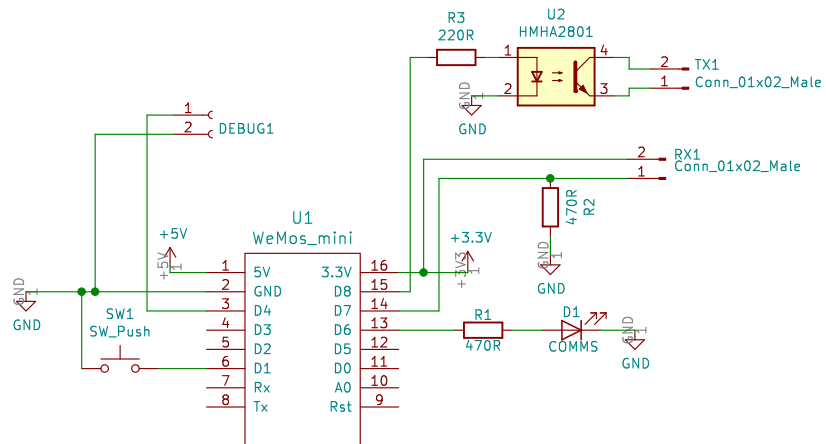 U2
HMHA2801
R3
220R
1
2
4
3
2
1
TX1
Conn_01x02_Male
GND
1
GND
1
2
DEBUG1
2
1
RX1
Conn_01x02_Male
470R
R2
GND
1
GND
U1
WeMos_mini
+5V
+5V
1
+3.3V
+3V3
1
1 5V 3.3V 16
2 GND D8 15
3 D4 D7 14
4 D3 D6 13
5 D2 D5 12
6 D1 D0 11
7 Rx A0 10
8 Tx Rst 9
GND
1
GND
SW1
SW_Push
R1
470R
D1
COMMS
GND
1
GND